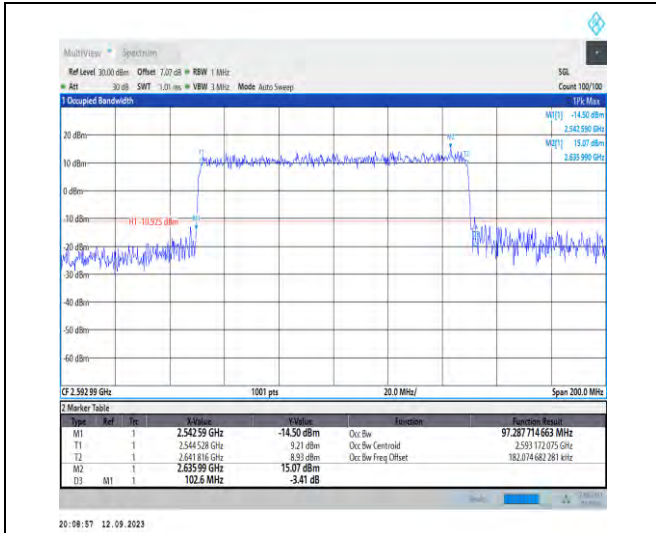 MultiView Spectrum
Ref Level 30.00 dBm Offset 7.07 dB RBW 1 MHz SGL
Att 30 dB SWT 1.01 ms VBW 3 MHz Mode Auto Sweep Count 100/100
1 Occupied Bandwidth 1Pk Max
M1[1] -14.50 dBm
2.542 590 GHz
M2[1] 15.07 dBm
2.635 990 GHz
20 dBm
M2
T1 T2
10 dBm
0 dBm
-10 dBm
H1 -10.925 dBm
M1
D3
-20 dBm
-30 dBm
-40 dBm
-50 dBm
-60 dBm
CF 2.592 99 GHz 1001 pts 20.0 MHz/ Span 200.0 MHz
2 Marker Table
Type Ref Trc X-Value Y-Value Function Function Result
M1 1 2.542 59 GHz -14.50 dBm Occ Bw 97.287 714 663 MHz
T1 1 2.544 528 GHz 9.21 dBm Occ Bw Centroid 2.593 172 075 GHz
T2 1 2.641 816 GHz 8.93 dBm Occ Bw Freq Offset 182.074 682 281 kHz
M2 1 2.635 99 GHz 15.07 dBm
D3 M1 1 102.6 MHz -3.41 dB
20:08:57 12.09.2023